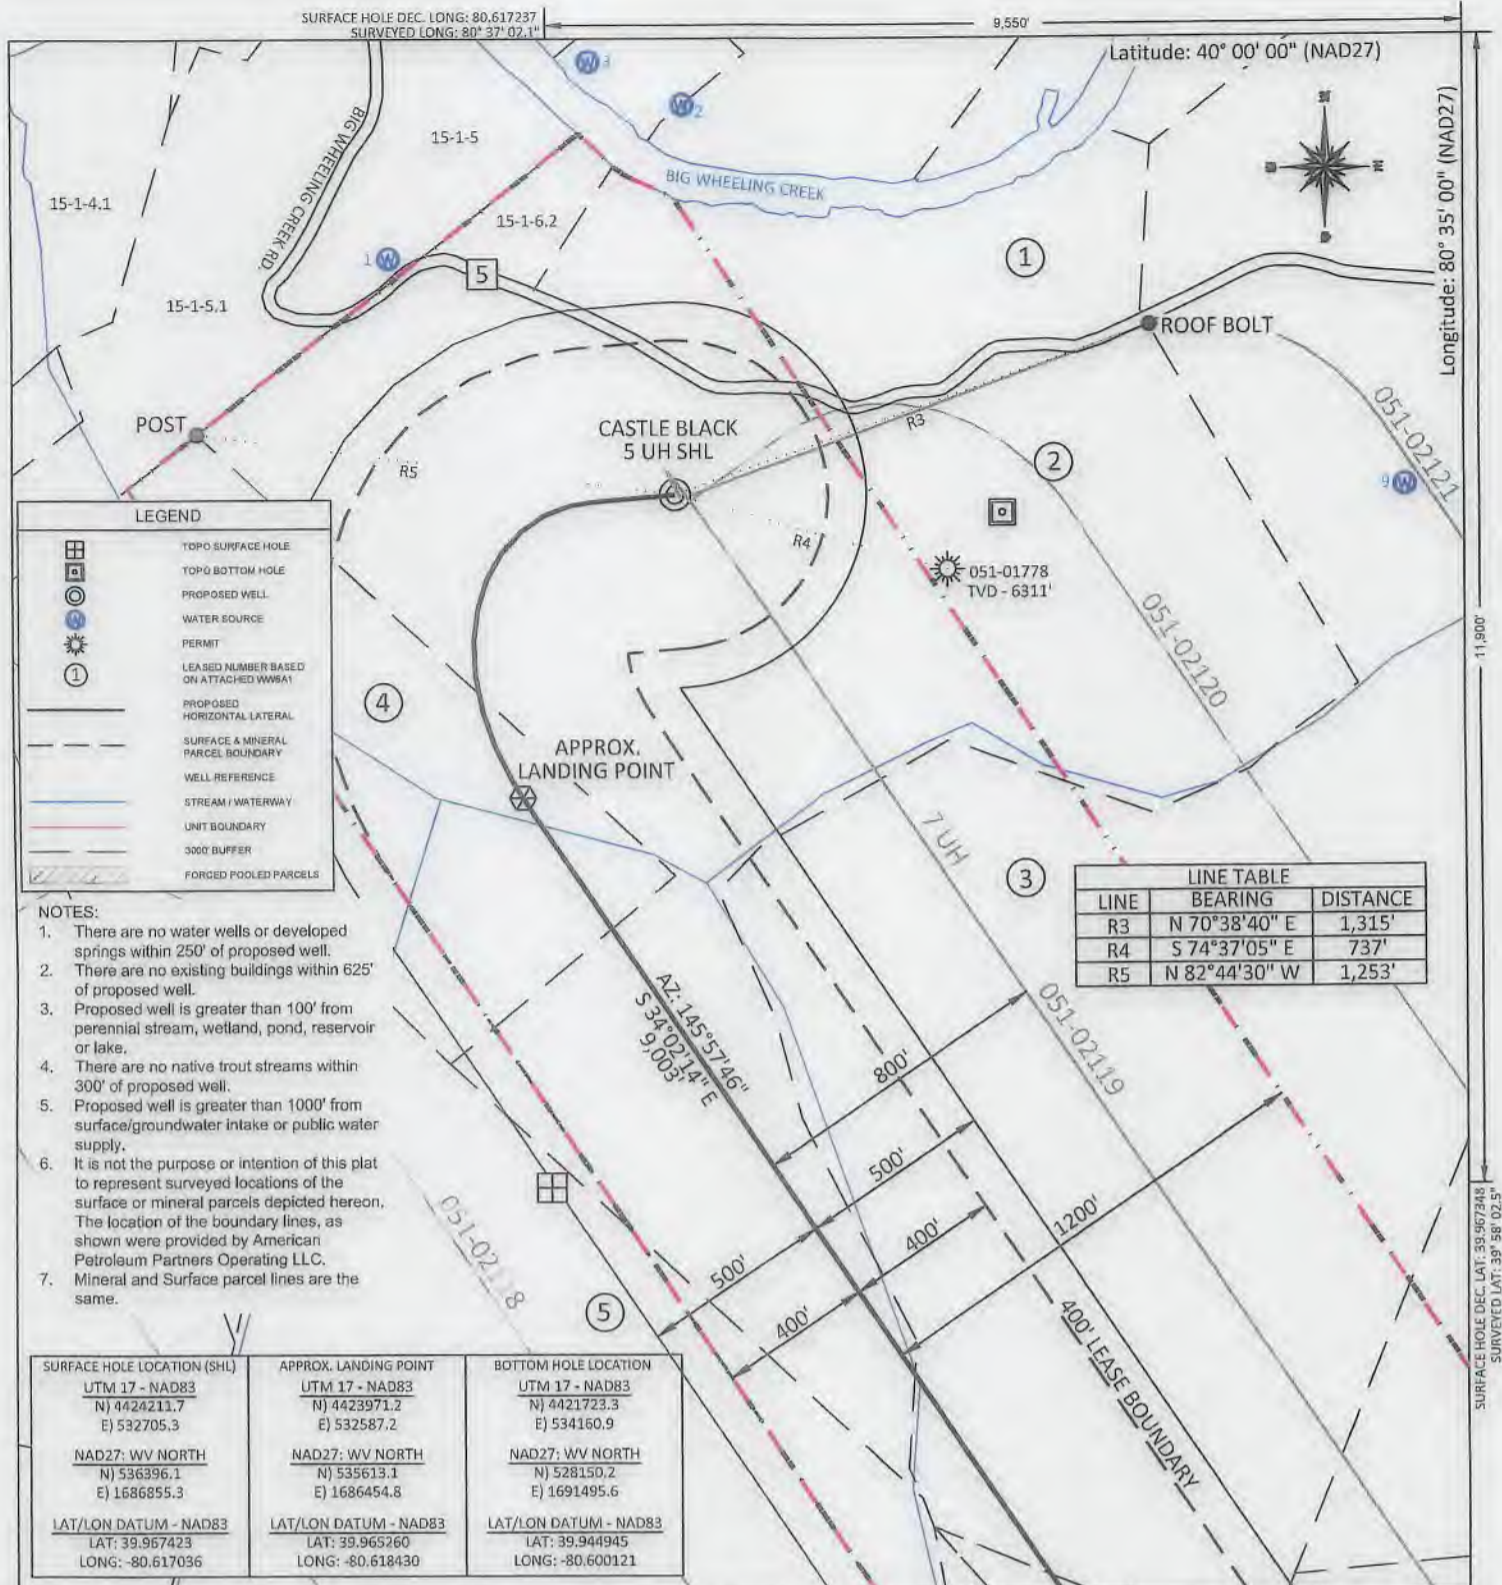 SURFACE HOLE DEC. LONG: 80.617237
SURVEYED LONG: 80° 37' 02.1"
9,550'
Latitude: 40° 00' 00" (NAD27)
Longitude: 80° 35' 00" (NAD27)
11,900'
SURFACE HOLE DEC. LAT: 39.967348
SURVEYED LAT: 39° 58' 02.5"
W 3
W 2
15-1-5
15-1-4.1
BIG WHEELING CREEK RD.
BIG WHEELING CREEK
15-1-6.2
1 W
5
1
15-1-5.1
ROOF BOLT
POST
CASTLE BLACK
5 UH SHL
R3
R5
R4
2
051-02121
9 W
051-01778
TVD - 6311'
051-02120
LEGEND
TOPO SURFACE HOLE
TOPO BOTTOM HOLE
PROPOSED WELL
W WATER SOURCE
PERMIT
1 LEASED NUMBER BASED
ON ATTACHED WW6A1
PROPOSED
HORIZONTAL LATERAL
SURFACE & MINERAL
PARCEL BOUNDARY
WELL REFERENCE
STREAM / WATERWAY
UNIT BOUNDARY
3000' BUFFER
FORCED POOLED PARCELS
4
APPROX.
LANDING POINT
7 UH
3
LINE TABLE
LINE BEARING DISTANCE
R3 N 70°38'40" E 1,315'
R4 S 74°37'05" E 737'
R5 N 82°44'30" W 1,253'
NOTES:
1. There are no water wells or developed
springs within 250' of proposed well.
2. There are no existing buildings within 625'
of proposed well.
3. Proposed well is greater than 100' from
perennial stream, wetland, pond, reservoir
or lake.
4. There are no native trout streams within
300' of proposed well.
5. Proposed well is greater than 1000' from
surface/groundwater intake or public water
supply.
6. It is not the purpose or intention of this plat
to represent surveyed locations of the
surface or mineral parcels depicted hereon.
The location of the boundary lines, as
shown were provided by American
Petroleum Partners Operating LLC.
7. Mineral and Surface parcel lines are the
same.
AZ: 145°57'46"
S 34°02'14" E
9,003'
051-02119
800'
500'
400'
1200'
500'
400'
051-02118
5
400' LEASE BOUNDARY
SURFACE HOLE LOCATION (SHL)
UTM 17 - NAD83
N) 4424211.7
E) 532705.3
NAD27: WV NORTH
N) 536396.1
E) 1686855.3
LAT/LON DATUM - NAD83
LAT: 39.967423
LONG: -80.617036
APPROX. LANDING POINT
UTM 17 - NAD83
N) 4423971.2
E) 532587.2
NAD27: WV NORTH
N) 535613.1
E) 1686454.8
LAT/LON DATUM - NAD83
LAT: 39.965260
LONG: -80.618430
BOTTOM HOLE LOCATION
UTM 17 - NAD83
N) 4421723.3
E) 534160.9
NAD27: WV NORTH
N) 528150.2
E) 1691495.6
LAT/LON DATUM - NAD83
LAT: 39.944945
LONG: -80.600121